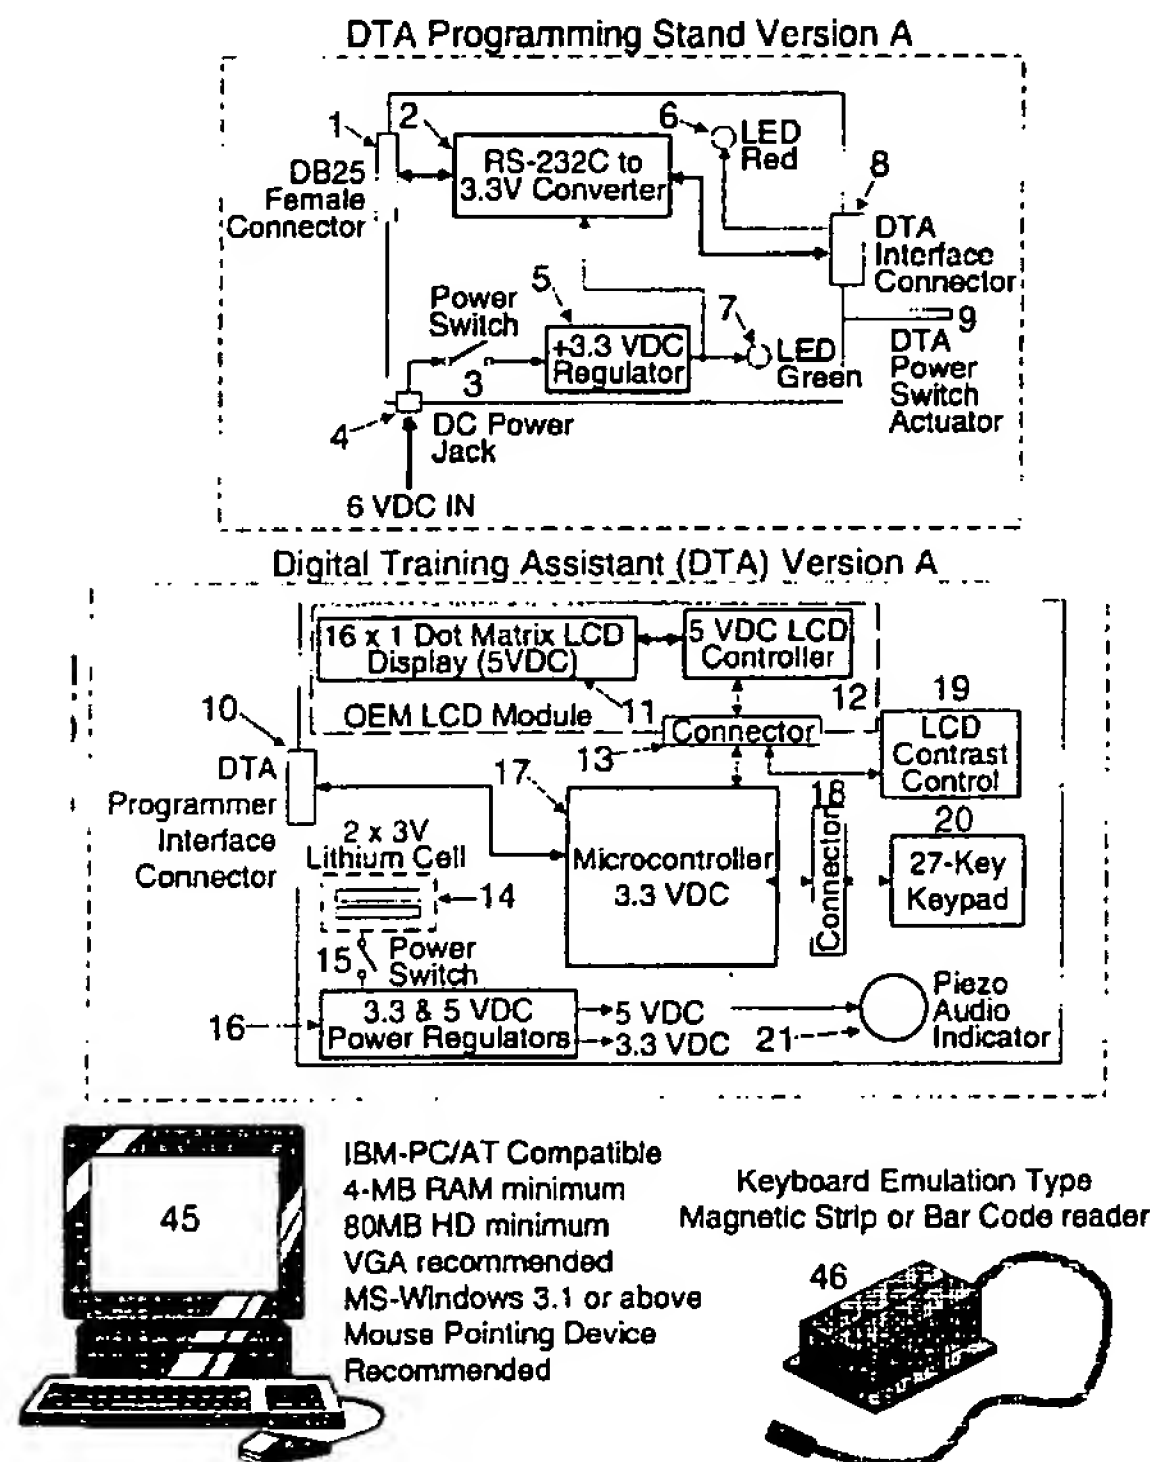 DTA Programming Stand Version A
1
2
6
LED
Red
DB25
Female
Connector
RS-232C to
3.3V Converter
8
DTA
Interface
Connector
Power
Switch
5
7
9
3
+3.3 VDC
Regulator
LED
Green
DTA
Power
Switch
Actuator
4
DC Power
Jack
6 VDC IN
Digital Training Assistant (DTA) Version A
16 x 1 Dot Matrix LCD
Display (5VDC)
5 VDC LCD
Controller
10
OEM LCD Module
11
12
19
Connector
LCD
Contrast
Control
13
DTA
Programmer
Interface
Connector
17
18
20
2 x 3V
Lithium Cell
Microcontroller
3.3 VDC
Connector
27-Key
Keypad
14
15
Power
Switch
16
3.3 & 5 VDC
Power Regulators
5 VDC
3.3 VDC
21
Piezo
Audio
Indicator
45
IBM-PC/AT Compatible
4-MB RAM minimum
80MB HD minimum
VGA recommended
MS-Windows 3.1 or above
Mouse Pointing Device
Recommended
Keyboard Emulation Type
Magnetic Strip or Bar Code reader
46